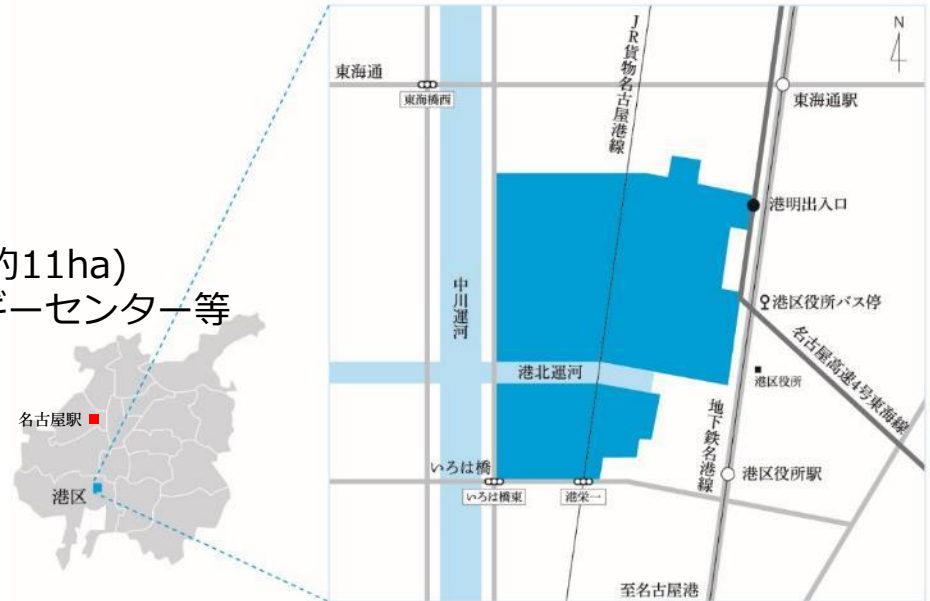 約11ha)
ギーセンター等
名古屋駅
港区
N
東海通
東海橋西
JR貨物名古屋港線
東海通駅
港明出入口
中川運河
港区役所バス停
名古屋高速4号東海線
港北運河
港区役所
地下鉄名港線
いろは橋
いろは橋東
港栄一
港区役所駅
至名古屋港